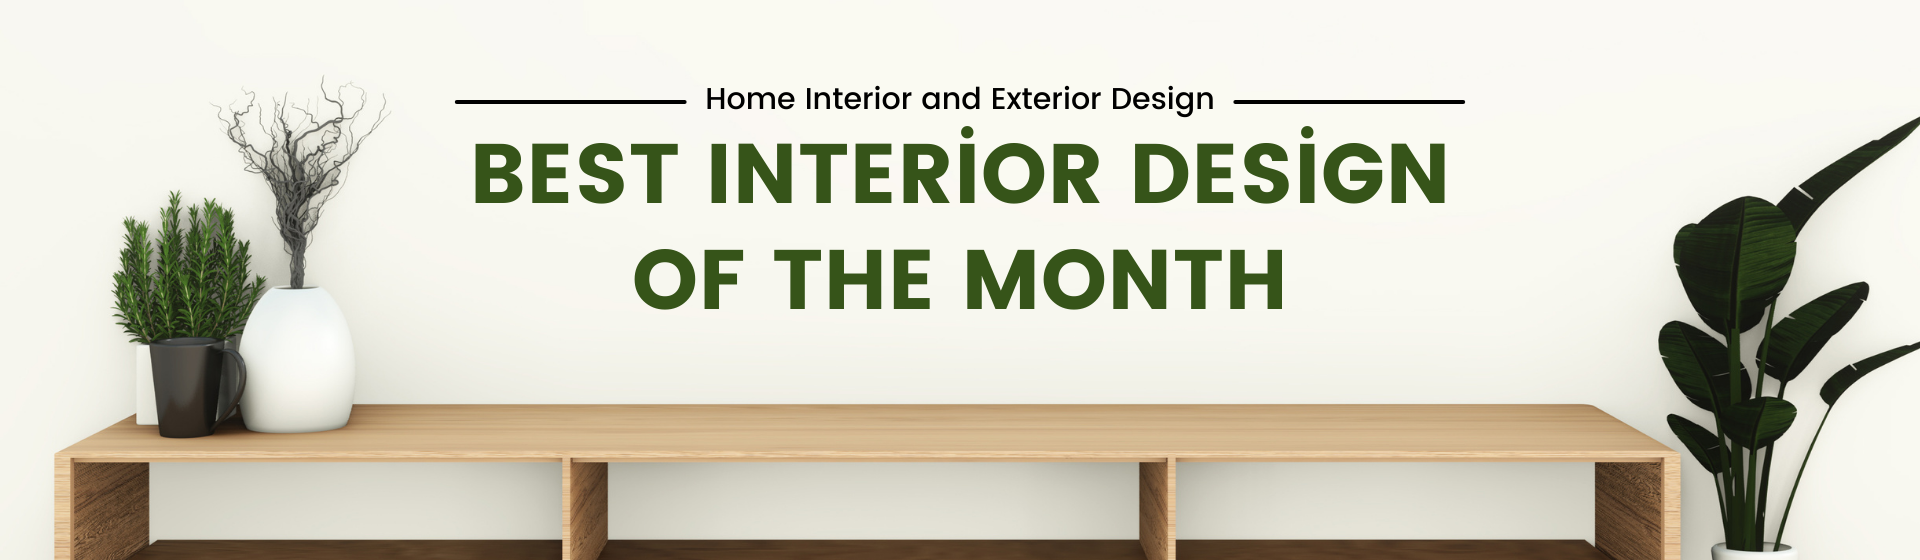 Home Interior and Exterior Design
BEST INTERİOR DESİGN
OF THE MONTH